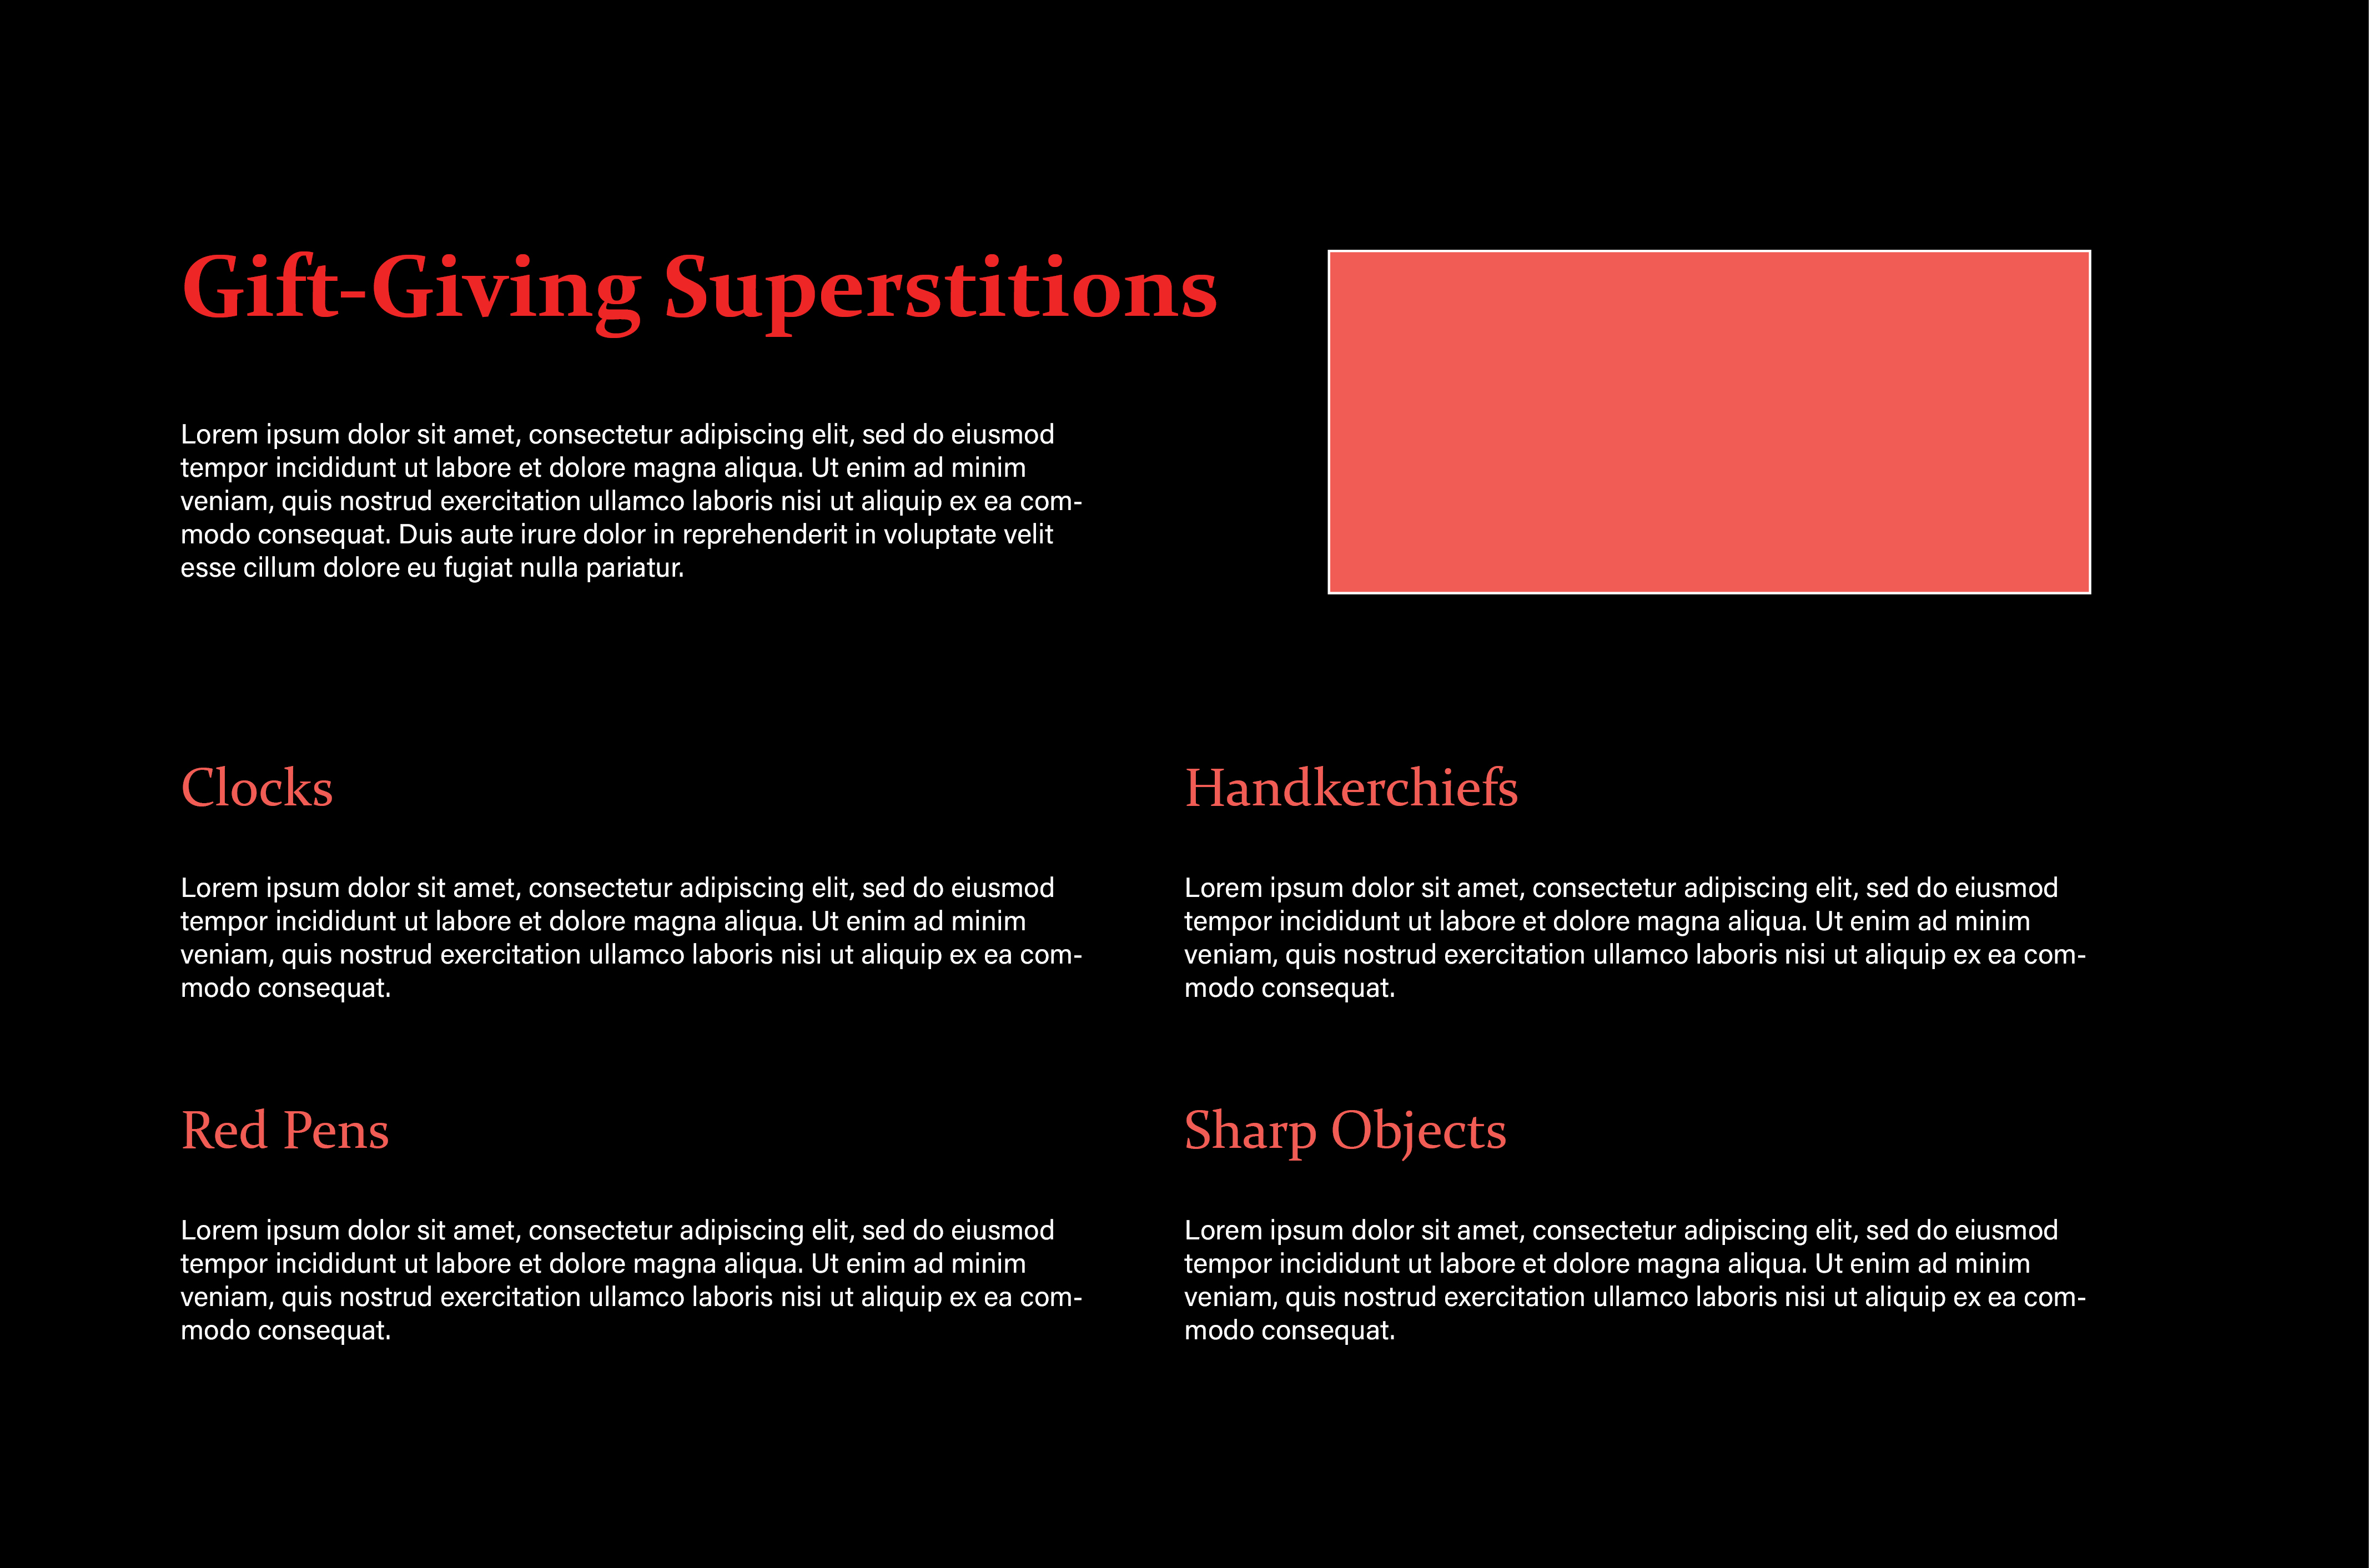 Gift-Giving Superstitions
Lorem ipsum dolor sit amet, consectetur adipiscing elit, sed do eiusmod
tempor incididunt ut labore et dolore magna aliqua. Ut enim ad minim
veniam, quis nostrud exercitation ullamco laboris nisi ut aliquip ex ea com-
modo consequat. Duis aute irure dolor in reprehenderit in voluptate velit
esse cillum dolore eu fugiat nulla pariatur.
Clocks
Lorem ipsum dolor sit amet, consectetur adipiscing elit, sed do eiusmod
tempor incididunt ut labore et dolore magna aliqua. Ut enim ad minim
veniam, quis nostrud exercitation ullamco laboris nisi ut aliquip ex ea com-
modo consequat.
Handkerchiefs
Lorem ipsum dolor sit amet, consectetur adipiscing elit, sed do eiusmod
tempor incididunt ut labore et dolore magna aliqua. Ut enim ad minim
veniam, quis nostrud exercitation ullamco laboris nisi ut aliquip ex ea com-
modo consequat.
Red Pens
Lorem ipsum dolor sit amet, consectetur adipiscing elit, sed do eiusmod
tempor incididunt ut labore et dolore magna aliqua. Ut enim ad minim
veniam, quis nostrud exercitation ullamco laboris nisi ut aliquip ex ea com-
modo consequat.
Sharp Objects
Lorem ipsum dolor sit amet, consectetur adipiscing elit, sed do eiusmod
tempor incididunt ut labore et dolore magna aliqua. Ut enim ad minim
veniam, quis nostrud exercitation ullamco laboris nisi ut aliquip ex ea com-
modo consequat.